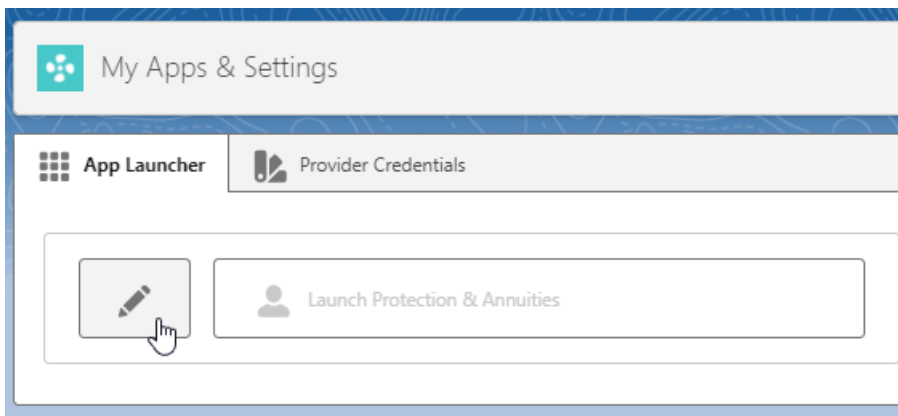 My Apps & Settings
App Launcher
Provider Credentials
Launch Protection & Annuities